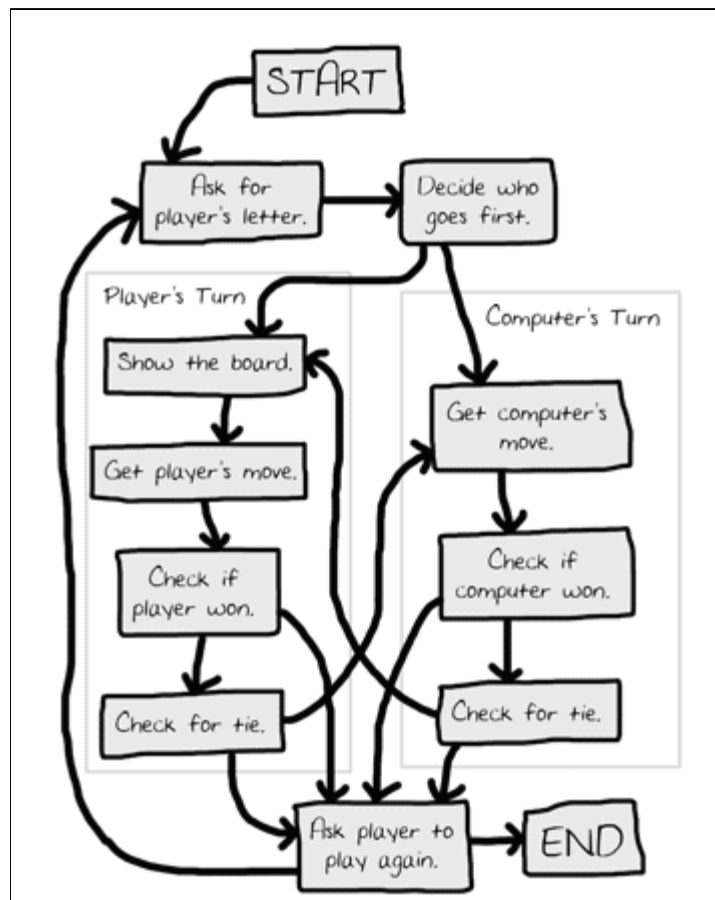 START
Ask for
player's letter.
Decide who
goes first.
Player's Turn
Show the board.
Get player's move.
Check if
player won.
Check for tie.
Computer's Turn
Get computer's
move.
Check if
computer won.
Check for tie.
Ask player to
play again.
END